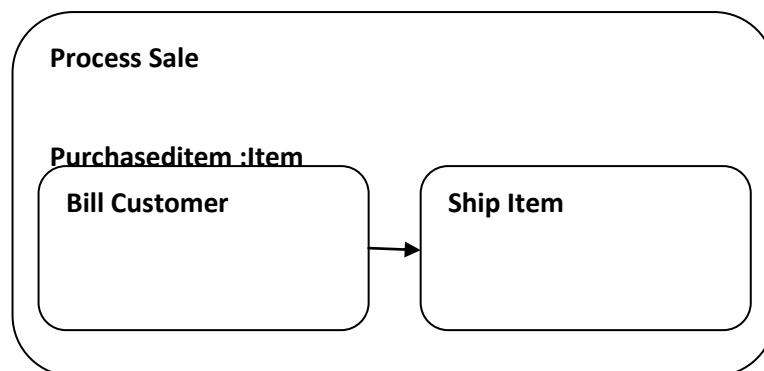 Process Sale
Purchaseditem :Item
Bill Customer
Ship Item